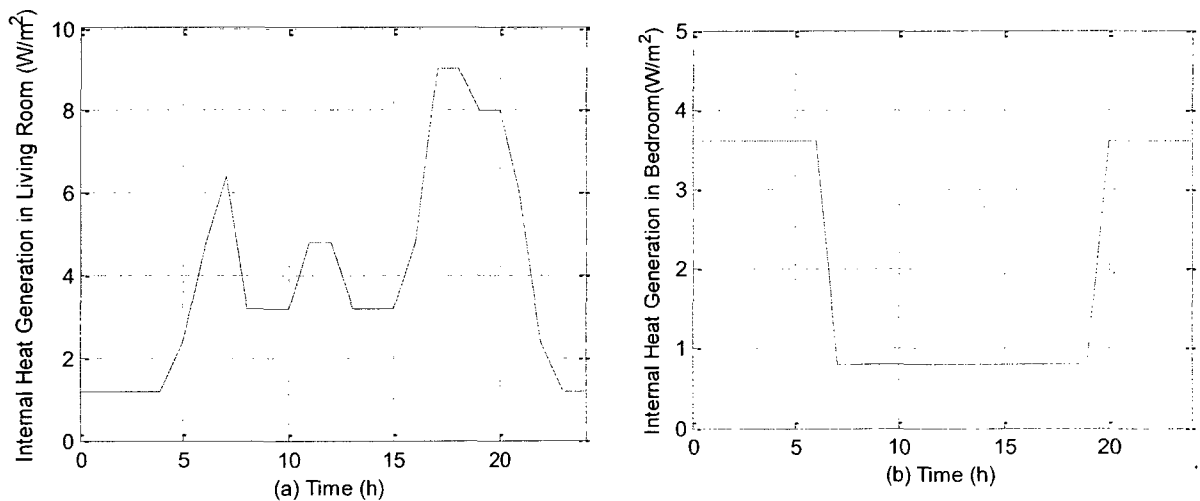 Internal Heat Generation in Living Room (W/m²)
10
8
6
4
2
0
0 5 10 15 20
(a) Time (h)
Internal Heat Generation in Bedroom(W/m²)
5
4
3
2
1
0
0 5 10 15 20
(b) Time (h)